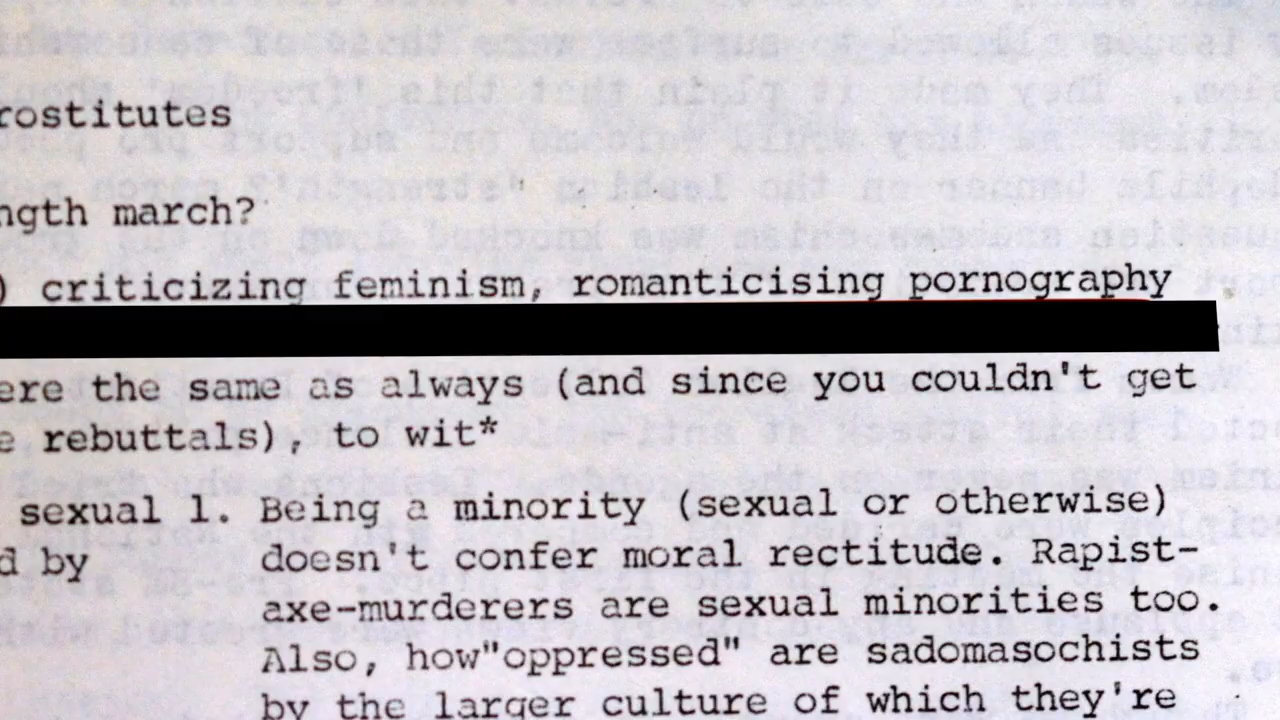 rostitutes
ngth march?
) criticizing feminism, romanticising pornography
ere the same as always (and since you couldn't get
e rebuttals), to wit*
sexual 1. Being a minority (sexual or otherwise)
d by doesn't confer moral rectitude. Rapist-
axe-murderers are sexual minorities too.
Also, how"oppressed" are sadomasochists
by the larger culture of which they're